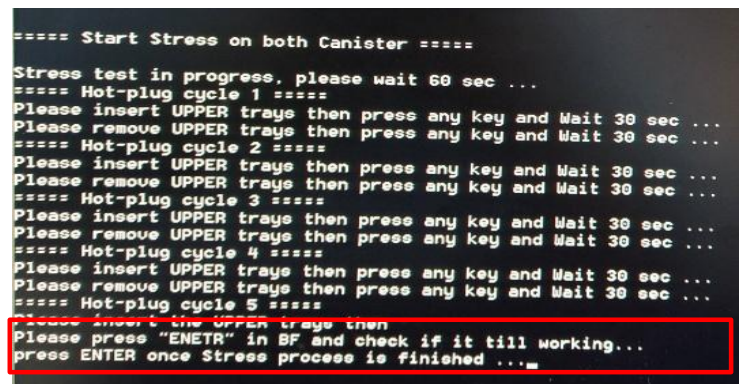 ===== Start Stress on both Canister =====
Stress test in progress, please wait 60 sec ...
===== Hot-plug cycle 1 =====
Please insert UPPER trays then press any key and Wait 30 sec ...
Please remove UPPER trays then press any key and Wait 30 sec ...
===== Hot-plug cycle 2 =====
Please insert UPPER trays then press any key and Wait 30 sec ...
Please remove UPPER trays then press any key and Wait 30 sec ...
===== Hot-plug cycle 3 =====
Please insert UPPER trays then press any key and Wait 30 sec ...
Please remove UPPER trays then press any key and Wait 30 sec ...
===== Hot-plug cycle 4 =====
Please insert UPPER trays then press any key and Wait 30 sec ...
Please remove UPPER trays then press any key and Wait 30 sec ...
===== Hot-plug cycle 5 =====
Please insert the UPPER trays then
Please press "ENETR" in BF and check if it till working...
press ENTER once Stress process is finished ...